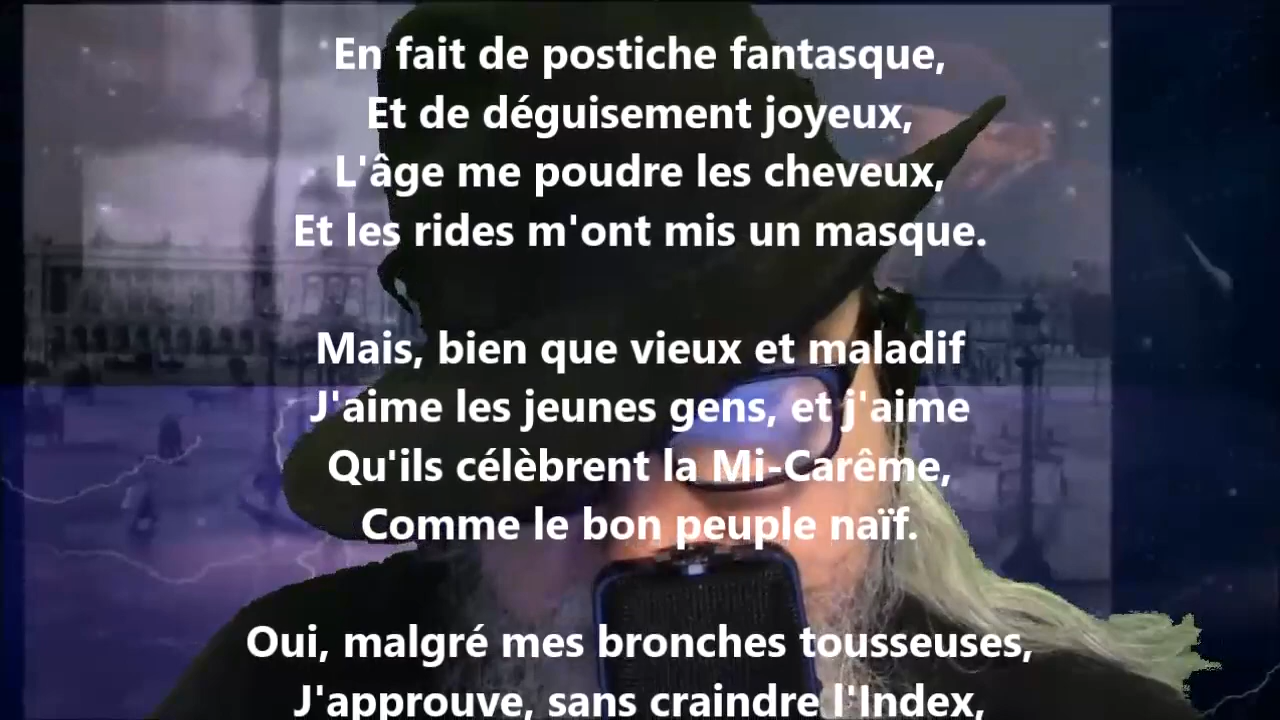 En fait de postiche fantasque,
Et de déguisement joyeux,
L'âge me poudre les cheveux,
Et les rides m'ont mis un masque.
Mais, bien que vieux et maladif
J'aime les jeunes gens, et j'aime
Qu'ils célèbrent la Mi-Carême,
Comme le bon peuple naïf.
Oui, malgré mes bronches tousseuses,
J'approuve, sans craindre l'Index,